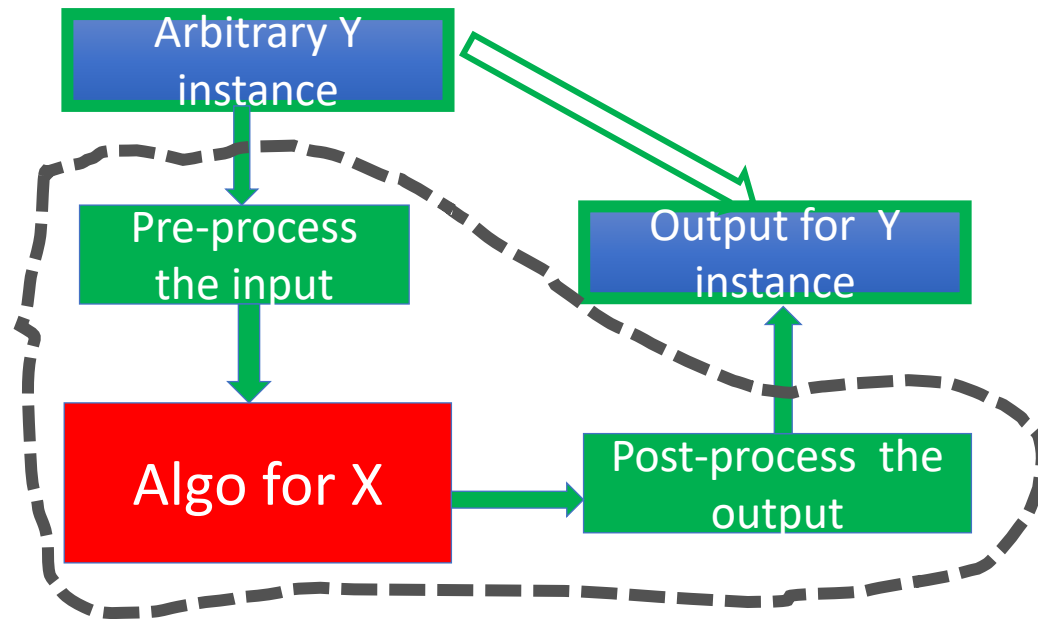 Arbitrary Y
instance
Pre-process
the input
Output for Y
instance
Algo for X
Post-process the
output